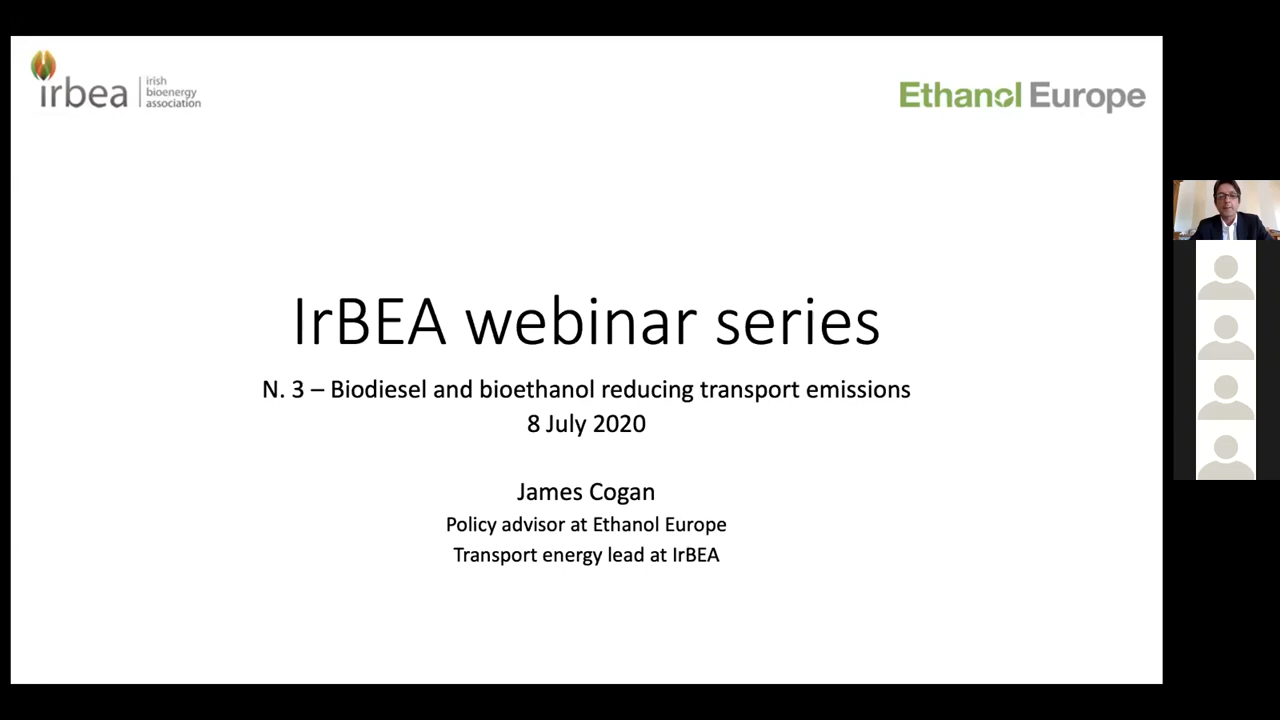 irbea
irish
bioenergy
association
Ethanol Europe
IrBEA webinar series
N. 3 – Biodiesel and bioethanol reducing transport emissions
8 July 2020
James Cogan
Policy advisor at Ethanol Europe
Transport energy lead at IrBEA